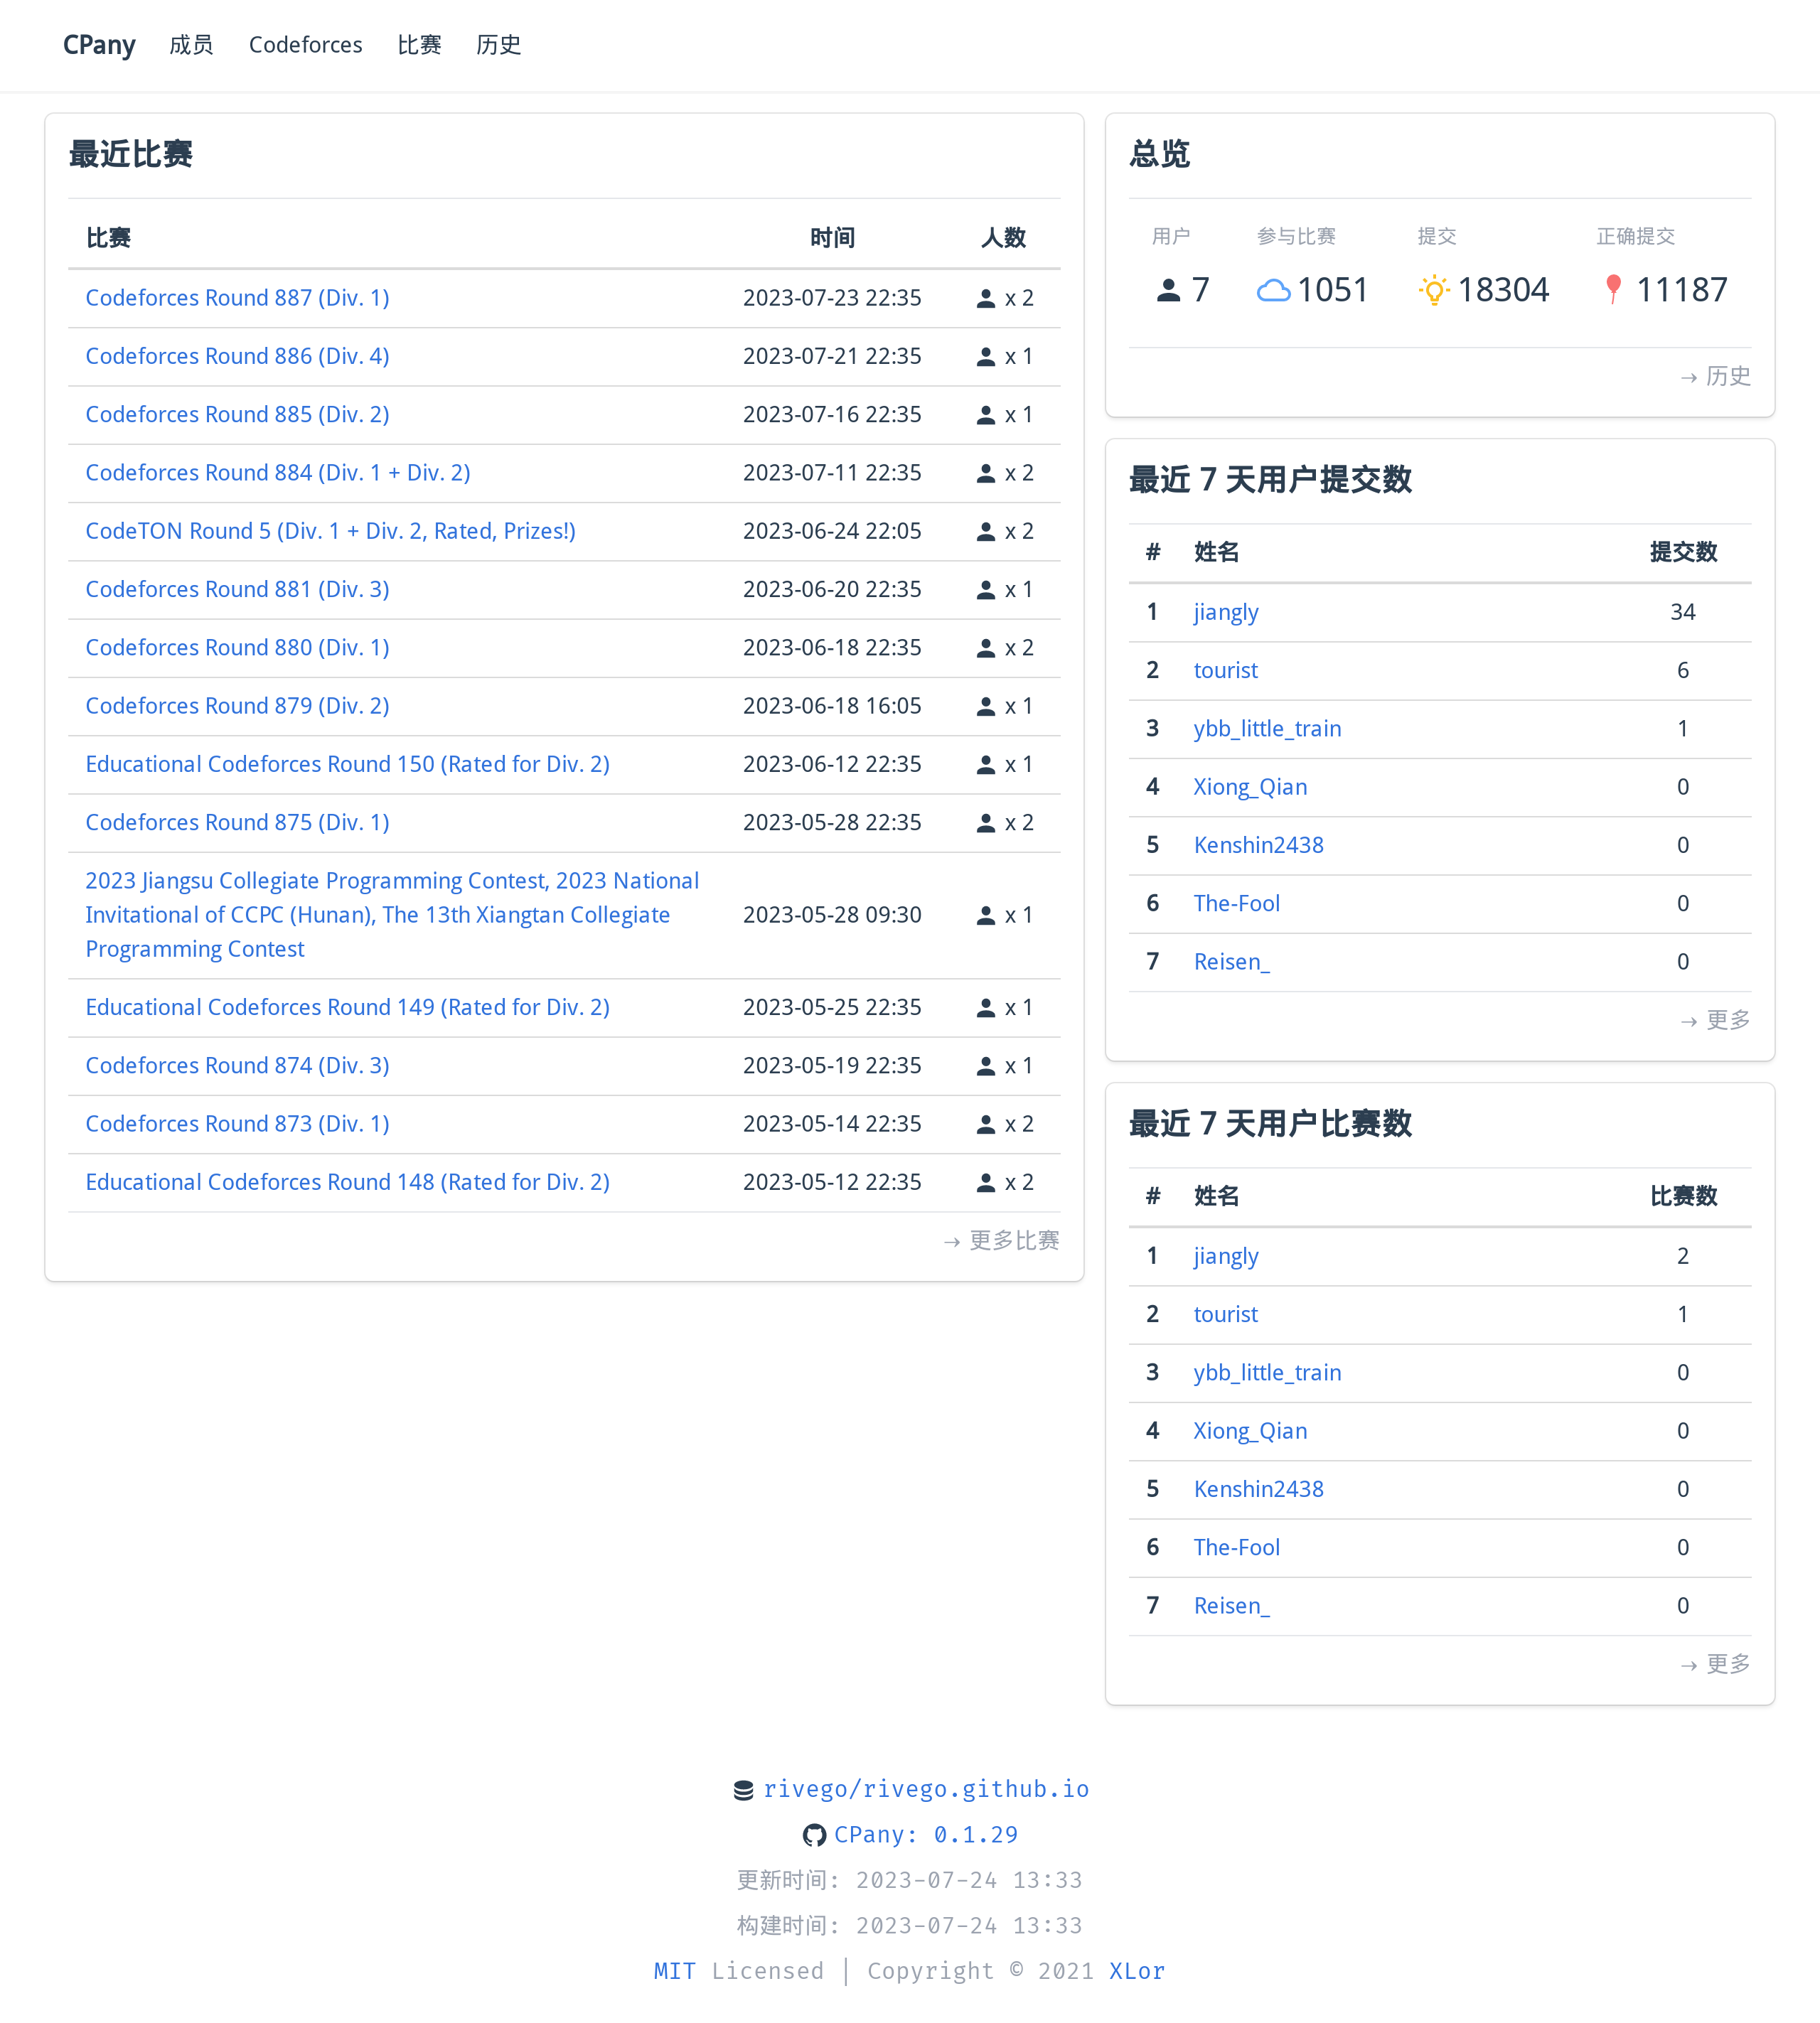 CPany 成员 Codeforces 比赛 历史
最近比赛
比赛 时间 人数
Codeforces Round 887 (Div. 1) 2023-07-23 22:35 x 2
Codeforces Round 886 (Div. 4) 2023-07-21 22:35 x 1
Codeforces Round 885 (Div. 2) 2023-07-16 22:35 x 1
Codeforces Round 884 (Div. 1 + Div. 2) 2023-07-11 22:35 x 2
CodeTON Round 5 (Div. 1 + Div. 2, Rated, Prizes!) 2023-06-24 22:05 x 2
Codeforces Round 881 (Div. 3) 2023-06-20 22:35 x 1
Codeforces Round 880 (Div. 1) 2023-06-18 22:35 x 2
Codeforces Round 879 (Div. 2) 2023-06-18 16:05 x 1
Educational Codeforces Round 150 (Rated for Div. 2) 2023-06-12 22:35 x 1
Codeforces Round 875 (Div. 1) 2023-05-28 22:35 x 2
2023 Jiangsu Collegiate Programming Contest, 2023 National
Invitational of CCPC (Hunan), The 13th Xiangtan Collegiate 2023-05-28 09:30 x 1
Programming Contest
Educational Codeforces Round 149 (Rated for Div. 2) 2023-05-25 22:35 x 1
Codeforces Round 874 (Div. 3) 2023-05-19 22:35 x 1
Codeforces Round 873 (Div. 1) 2023-05-14 22:35 x 2
Educational Codeforces Round 148 (Rated for Div. 2) 2023-05-12 22:35 x 2
→ 更多比赛
总览
用户 参与比赛 提交 正确提交
7 1051 18304 11187
→ 历史
最近 7 天用户提交数
# 姓名 提交数
1 jiangly 34
2 tourist 6
3 ybb_little_train 1
4 Xiong_Qian 0
5 Kenshin2438 0
6 The-Fool 0
7 Reisen_ 0
→ 更多
最近 7 天用户比赛数
# 姓名 比赛数
1 jiangly 2
2 tourist 1
3 ybb_little_train 0
4 Xiong_Qian 0
5 Kenshin2438 0
6 The-Fool 0
7 Reisen_ 0
→ 更多
rivego/rivego.github.io
CPany: 0.1.29
更新时间: 2023-07-24 13:33
构建时间: 2023-07-24 13:33
MIT Licensed | Copyright © 2021 XLor